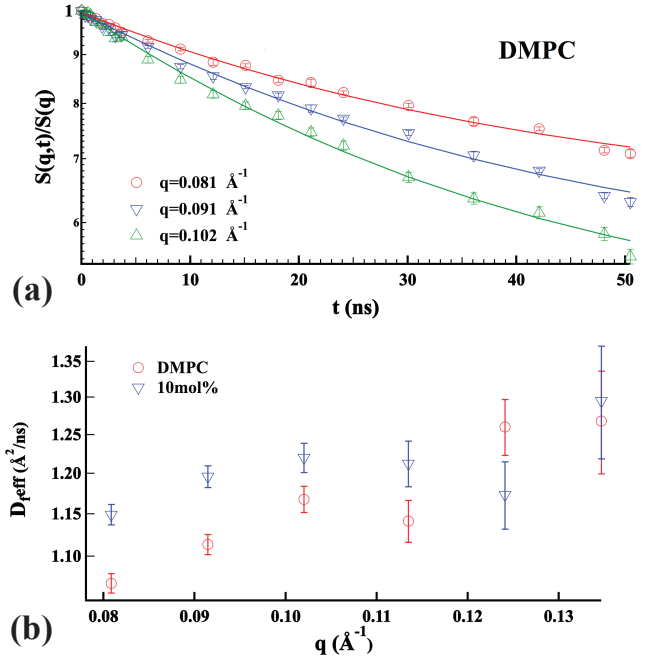 1
9
8
7
6
S(q,t)/S(q)
DMPC
q=0.081 Å⁻¹
q=0.091 Å⁻¹
q=0.102 Å⁻¹
0 10 20 30 40 50
t (ns)
(a)
1.35
1.30
1.25
1.20
1.15
1.10
D_feff (Å²/ns)
DMPC
10mol%
0.08 0.09 0.10 0.11 0.12 0.13
q (Å⁻¹)
(b)